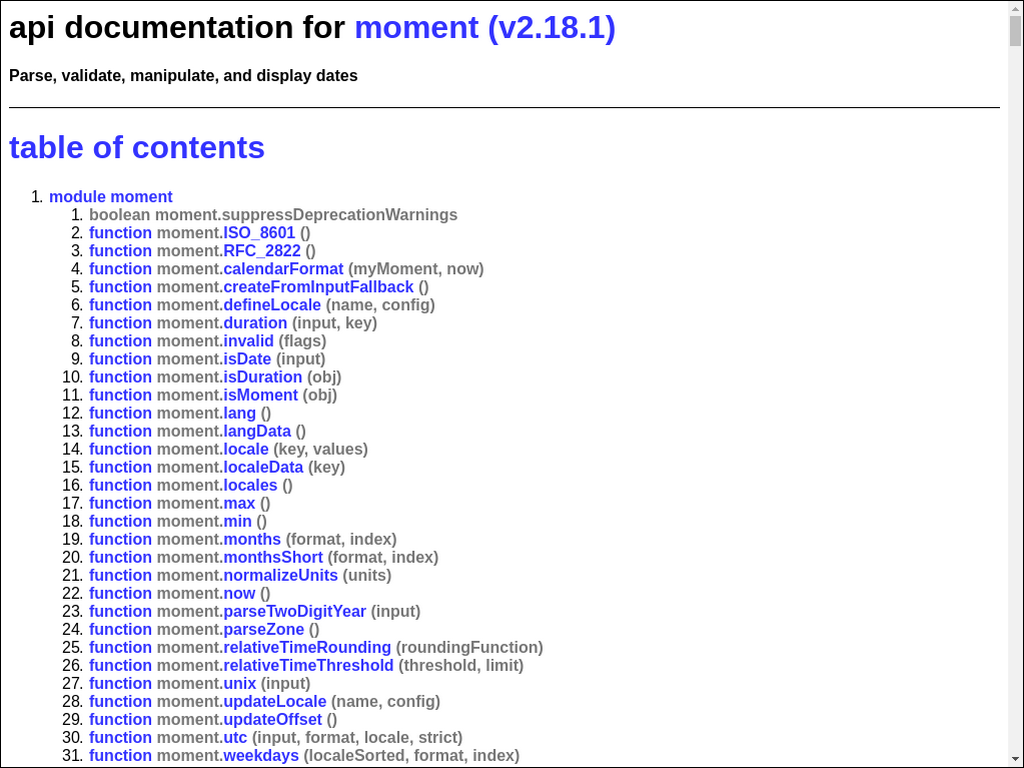 api documentation for moment (v2.18.1)
Parse, validate, manipulate, and display dates
table of contents
1. module moment
1. boolean moment.suppressDeprecationWarnings
2. function moment.ISO_8601 ()
3. function moment.RFC_2822 ()
4. function moment.calendarFormat (myMoment, now)
5. function moment.createFromInputFallback ()
6. function moment.defineLocale (name, config)
7. function moment.duration (input, key)
8. function moment.invalid (flags)
9. function moment.isDate (input)
10. function moment.isDuration (obj)
11. function moment.isMoment (obj)
12. function moment.lang ()
13. function moment.langData ()
14. function moment.locale (key, values)
15. function moment.localeData (key)
16. function moment.locales ()
17. function moment.max ()
18. function moment.min ()
19. function moment.months (format, index)
20. function moment.monthsShort (format, index)
21. function moment.normalizeUnits (units)
22. function moment.now ()
23. function moment.parseTwoDigitYear (input)
24. function moment.parseZone ()
25. function moment.relativeTimeRounding (roundingFunction)
26. function moment.relativeTimeThreshold (threshold, limit)
27. function moment.unix (input)
28. function moment.updateLocale (name, config)
29. function moment.updateOffset ()
30. function moment.utc (input, format, locale, strict)
31. function moment.weekdays (localeSorted, format, index)